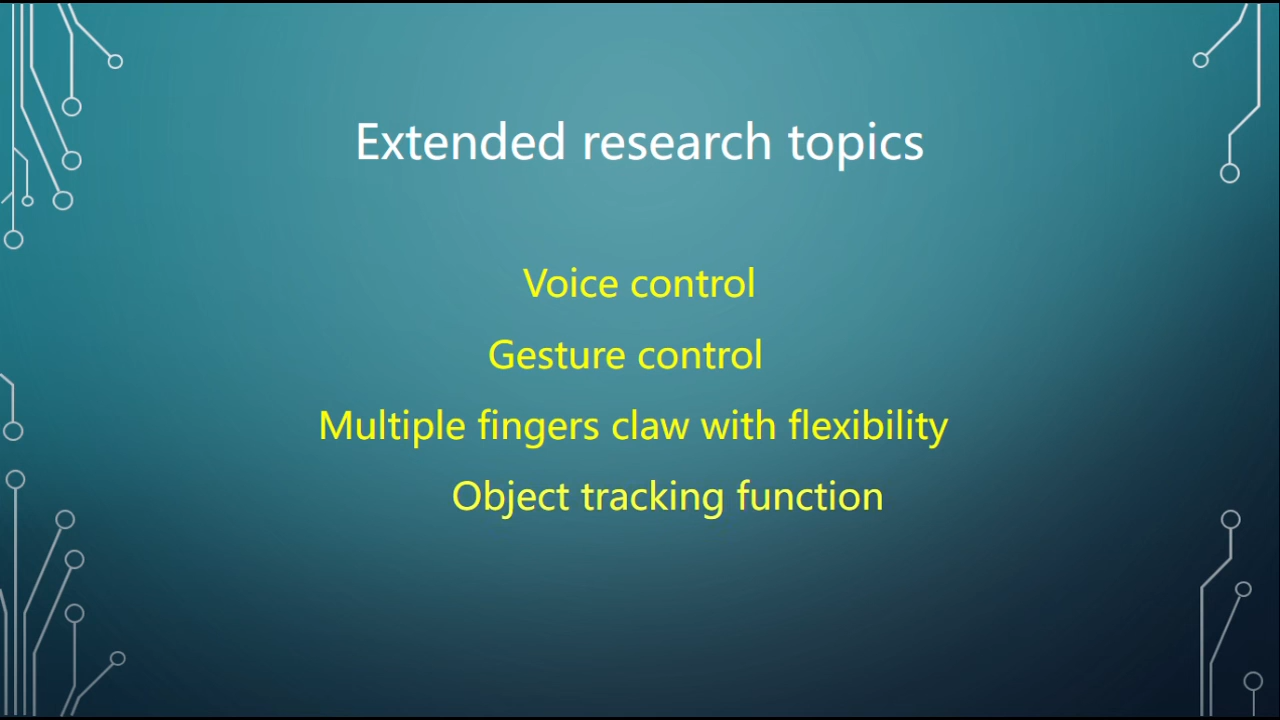 Extended research topics
Voice control
Gesture control
Multiple fingers claw with flexibility
Object tracking function